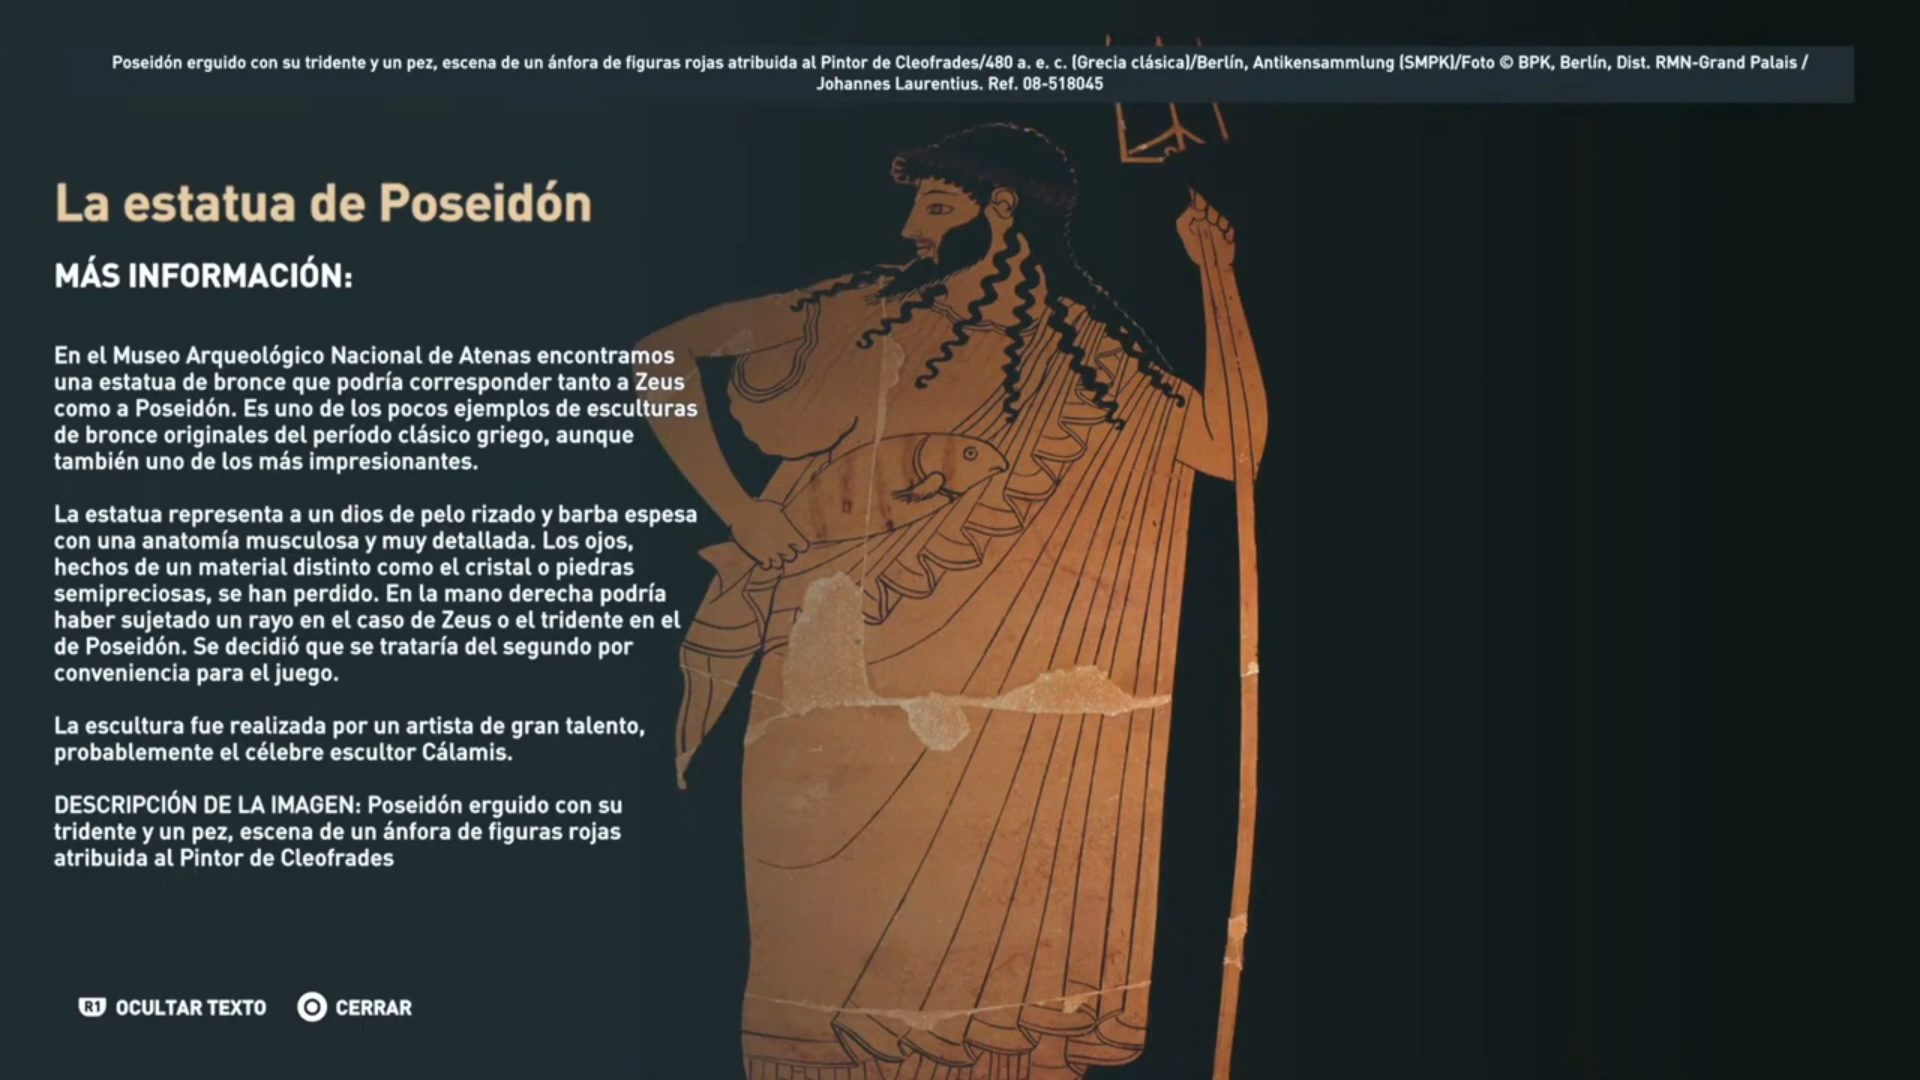 Poseidón erguido con su tridente y un pez, escena de un ánfora de figuras rojas atribuida al Pintor de Cleofrades/480 a. e. c. (Grecia clásica)/Berlín, Antikensammlung (SMPK)/Foto © BPK, Berlín, Dist. RMN-Grand Palais /
Johannes Laurentius. Ref. 08-518045
La estatua de Poseidón
MÁS INFORMACIÓN:
En el Museo Arqueológico Nacional de Atenas encontramos
una estatua de bronce que podría corresponder tanto a Zeus
como a Poseidón. Es uno de los pocos ejemplos de esculturas
de bronce originales del período clásico griego, aunque
también uno de los más impresionantes.
La estatua representa a un dios de pelo rizado y barba espesa
con una anatomía musculosa y muy detallada. Los ojos,
hechos de un material distinto como el cristal o piedras
semipreciosas, se han perdido. En la mano derecha podría
haber sujetado un rayo en el caso de Zeus o el tridente en el
de Poseidón. Se decidió que se trataría del segundo por
conveniencia para el juego.
La escultura fue realizada por un artista de gran talento,
probablemente el célebre escultor Cálamis.
DESCRIPCIÓN DE LA IMAGEN: Poseidón erguido con su
tridente y un pez, escena de un ánfora de figuras rojas
atribuida al Pintor de Cleofrades
R1 OCULTAR TEXTO CERRAR